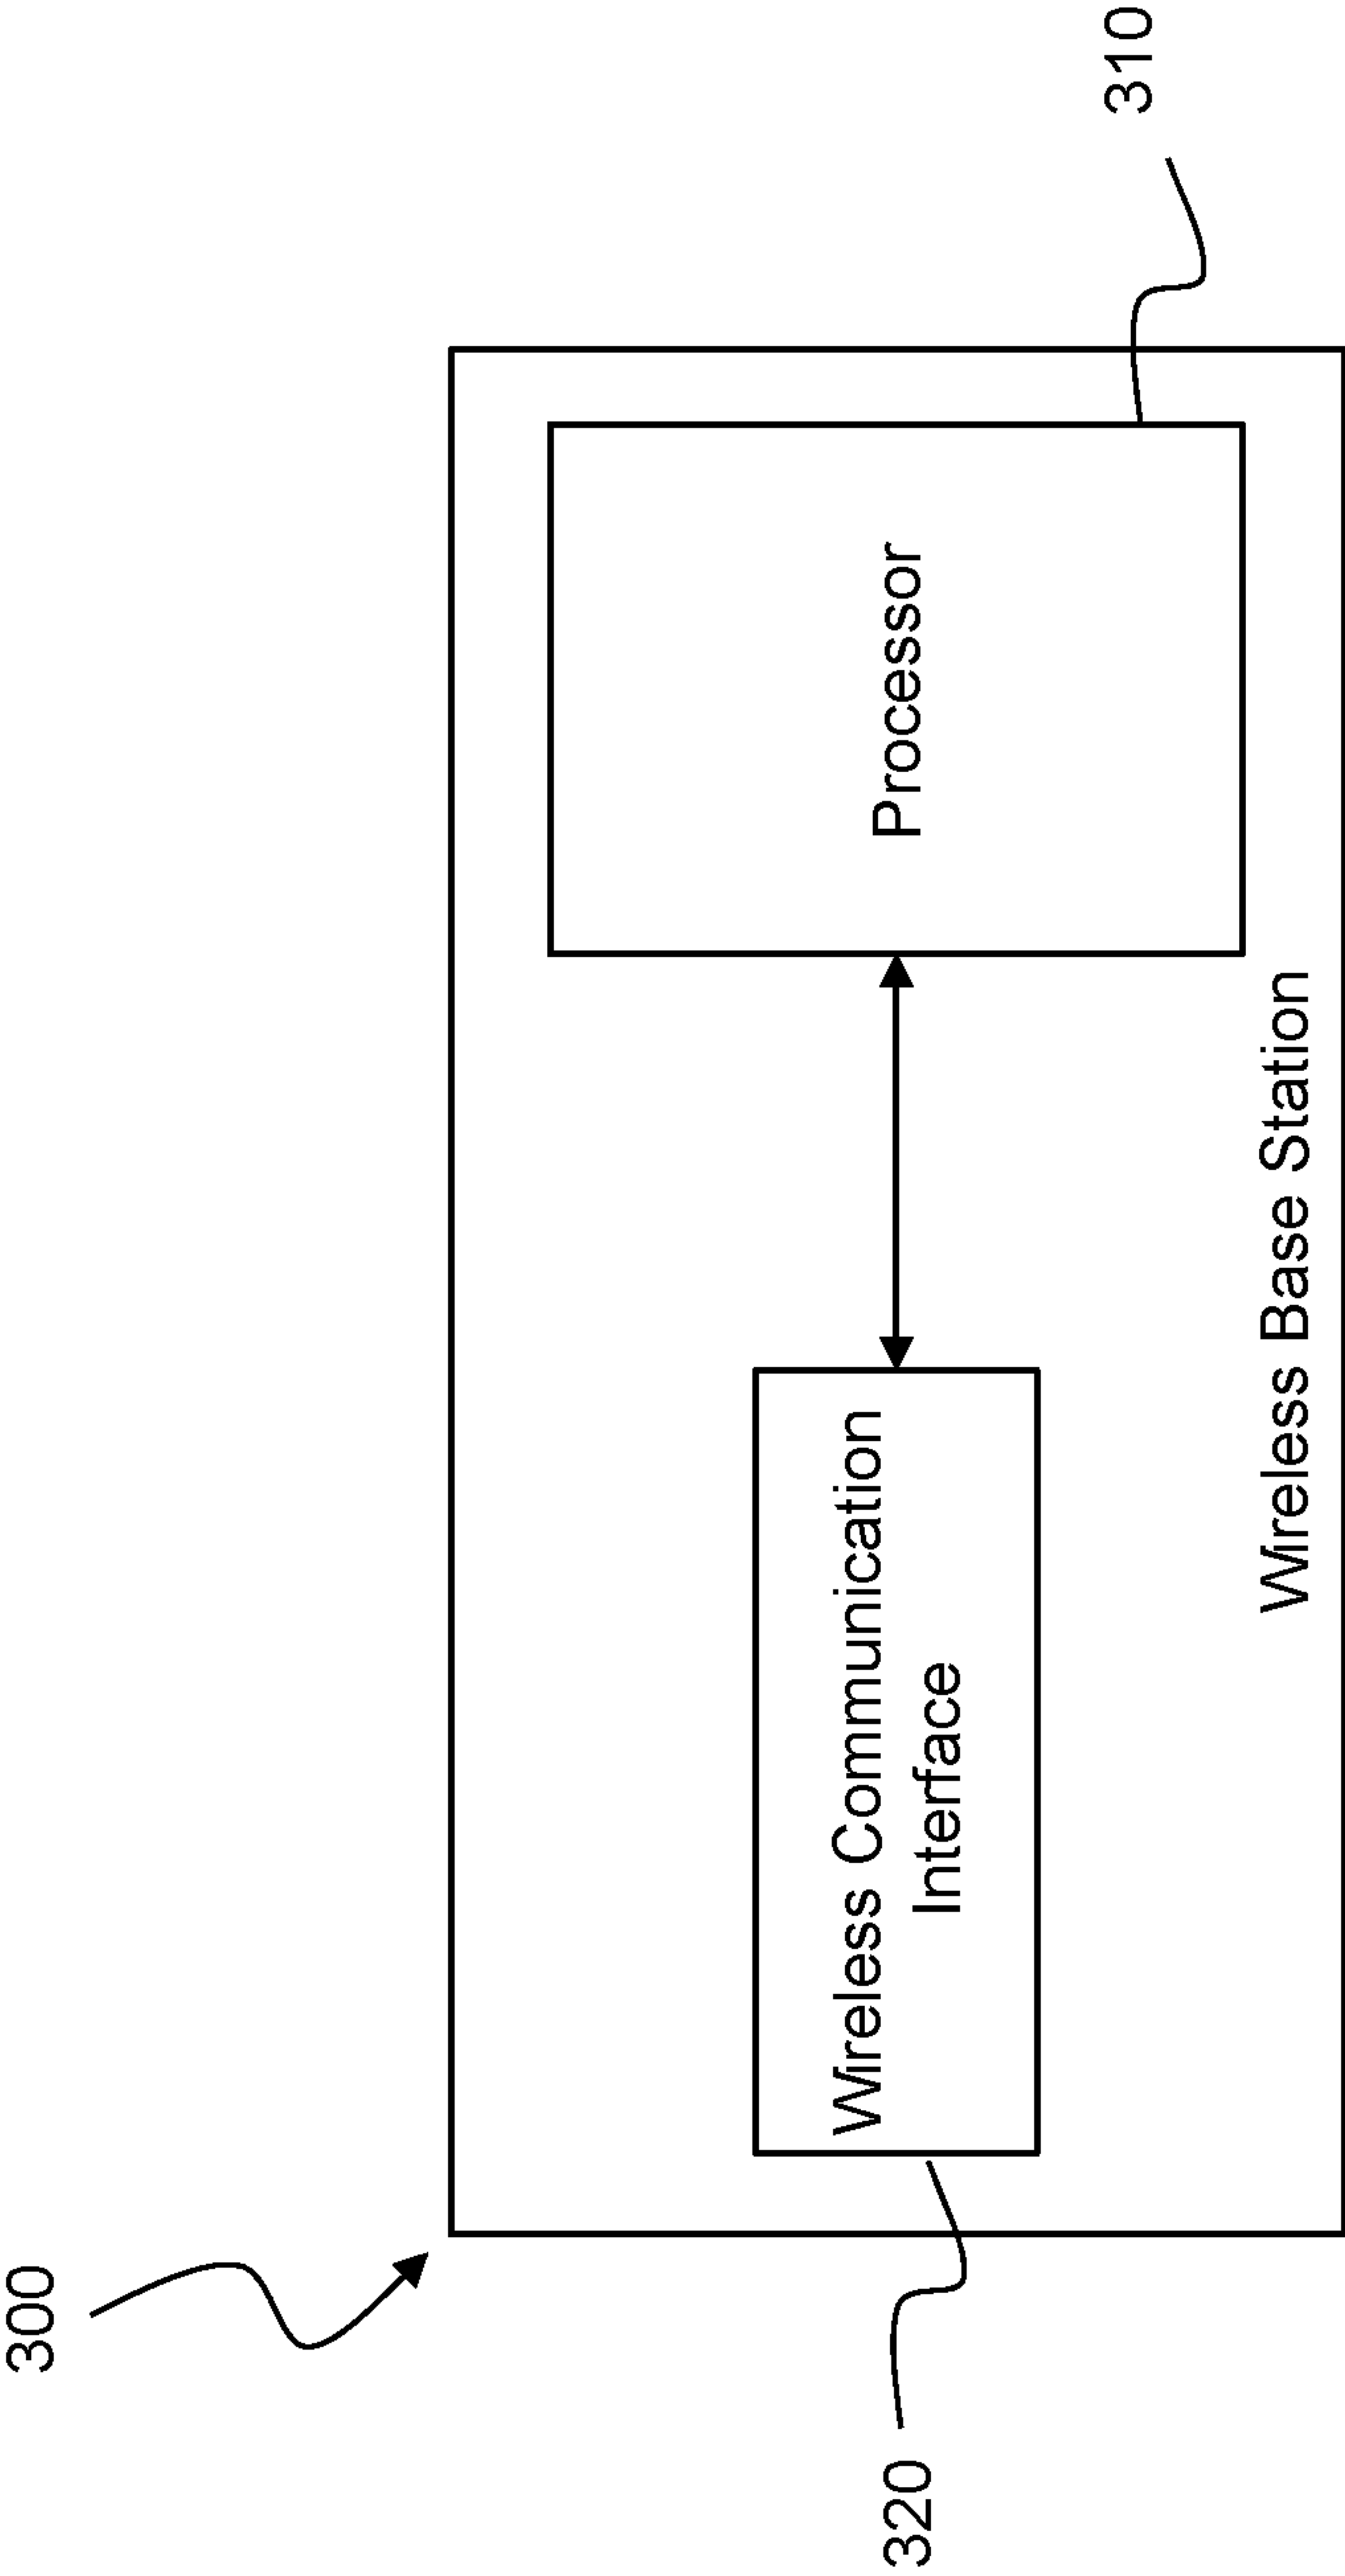 300
320
Wireless Communication
Interface
Processor
310
Wireless Base Station